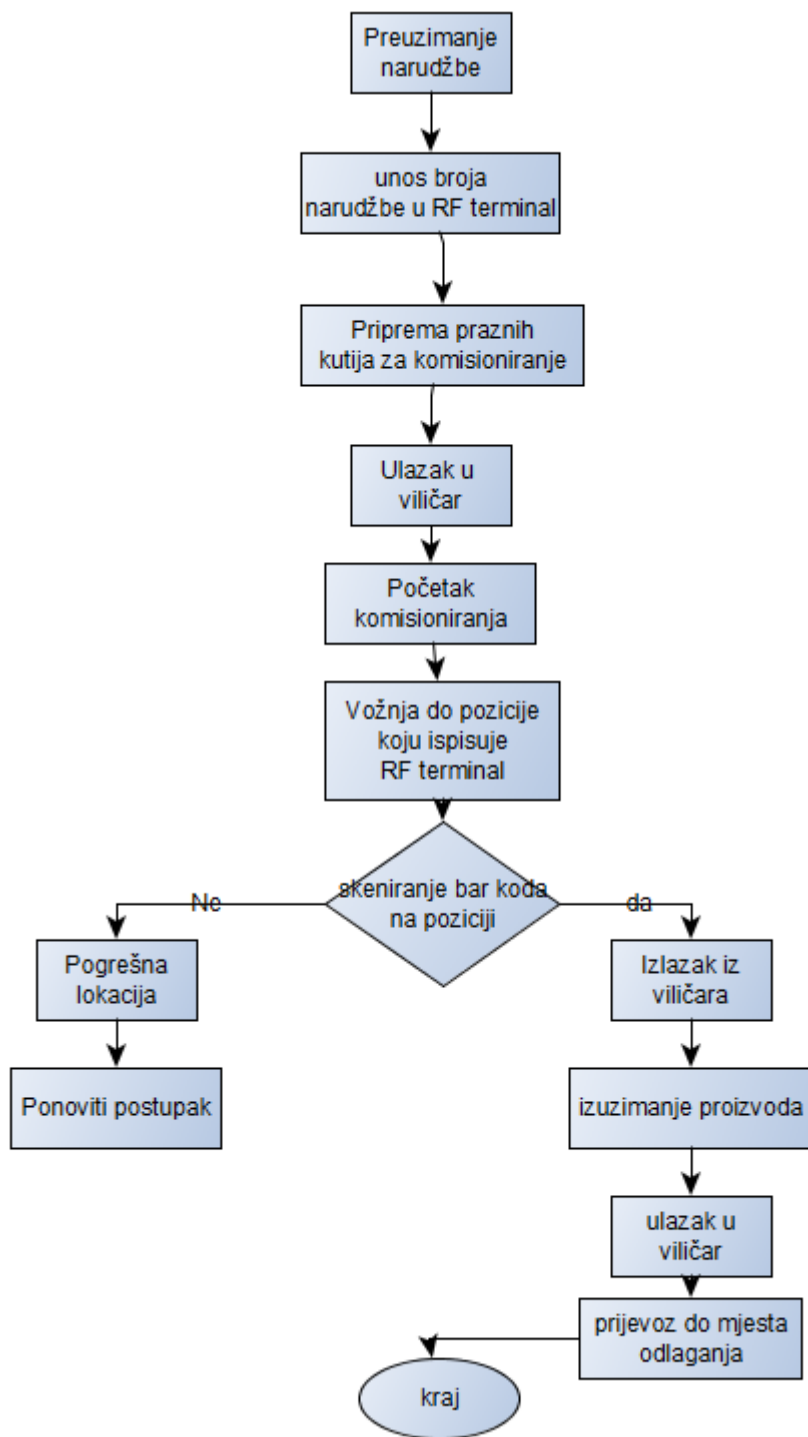 Preuzimanje
narudžbe
unos broja
narudžbe u RF terminal
Priprema praznih
kutija za komisioniranje
Ulazak u
viličar
Početak
komisioniranja
Vožnja do pozicije
koju ispisuje
RF terminal
skeniranje bar koda
na poziciji
Ne
da
Pogrešna
lokacija
Ponoviti postupak
Izlazak iz
viličara
izuzimanje proizvoda
ulazak u
viličar
prijevoz do mjesta
odlaganja
kraj